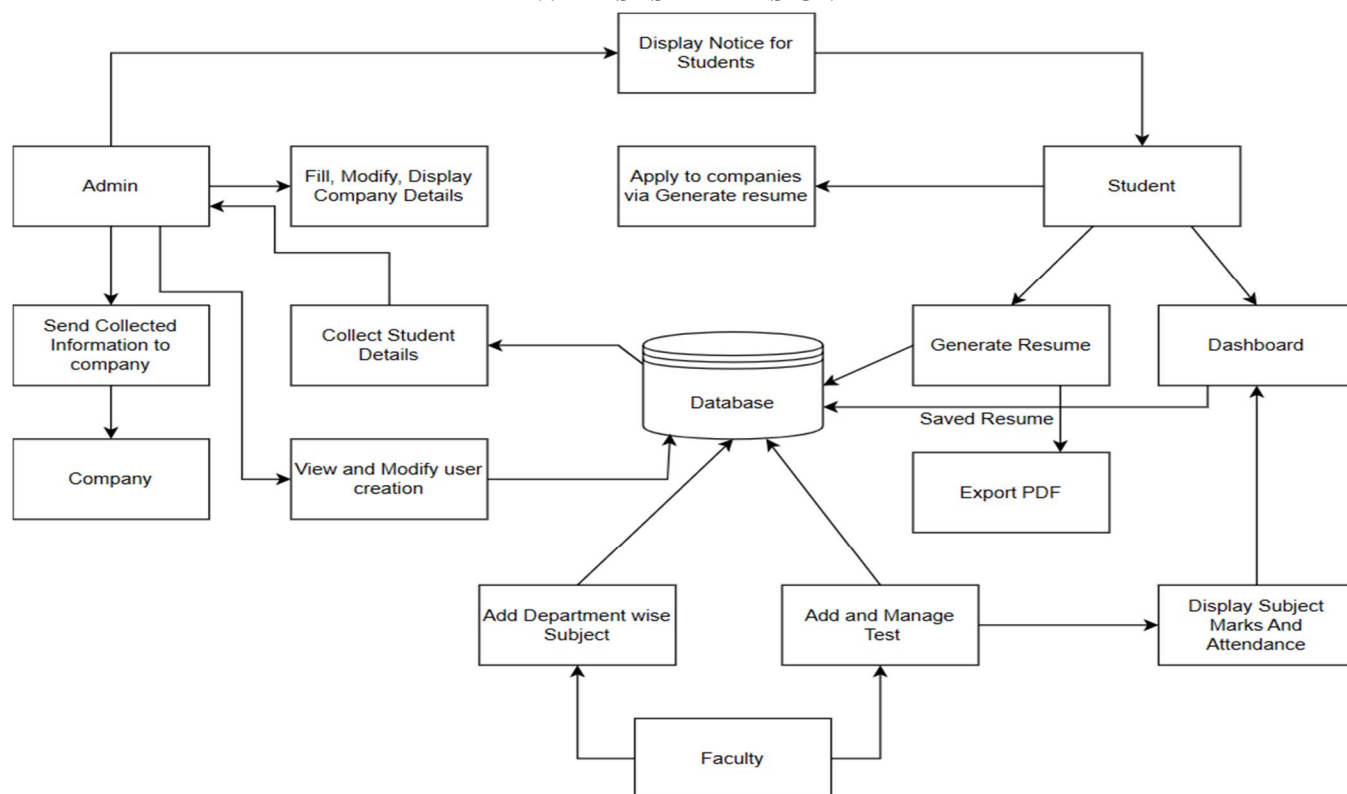 Display Notice for
Students
Admin
Fill, Modify, Display
Company Details
Apply to companies
via Generate resume
Student
Send Collected
Information to
company
Collect Student
Details
Database
Generate Resume
Dashboard
Saved Resume
Company
View and Modify user
creation
Export PDF
Add Department wise
Subject
Add and Manage
Test
Display Subject
Marks And
Attendance
Faculty